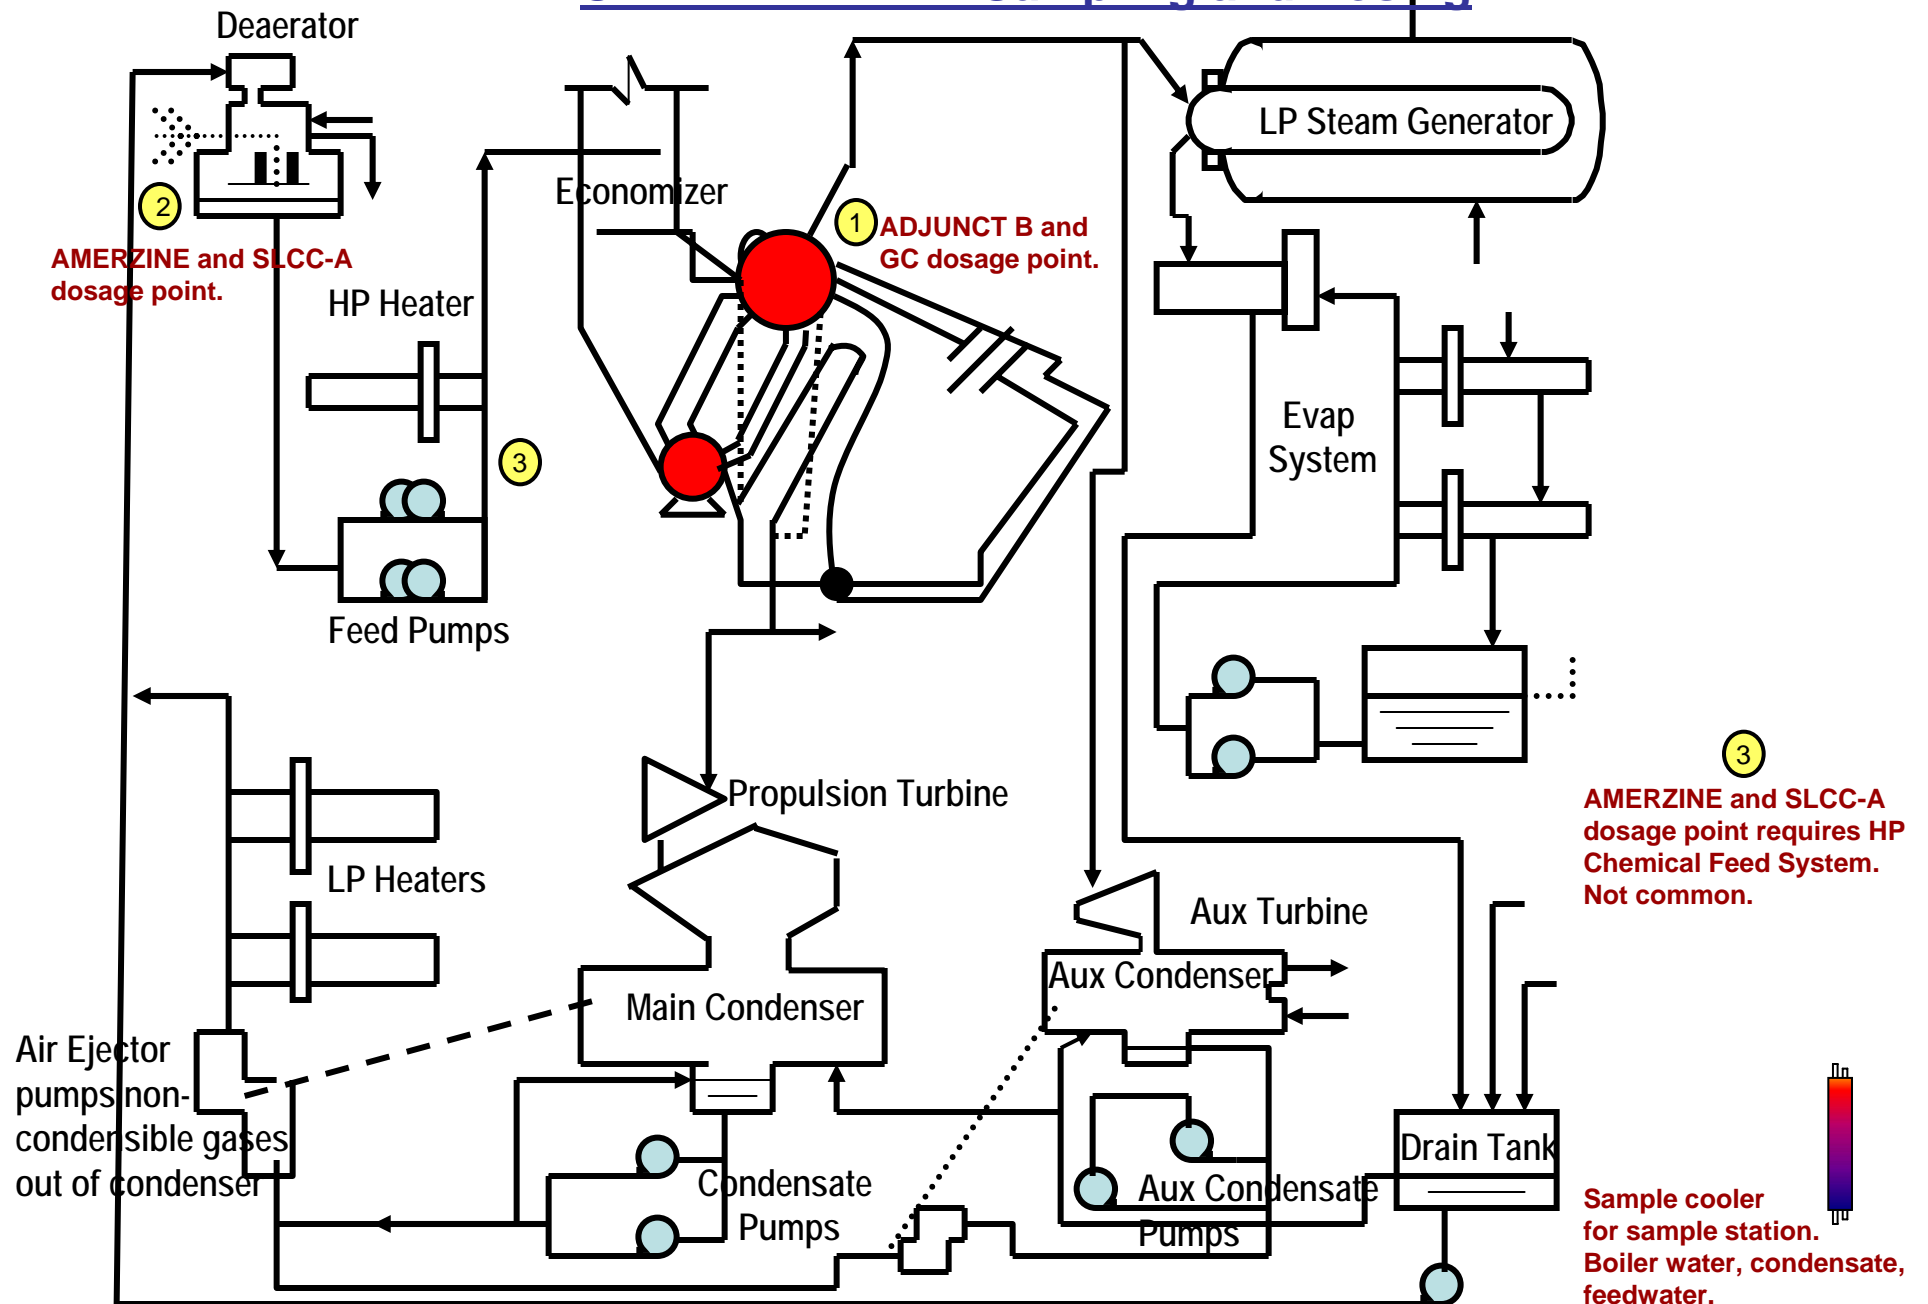 Sampling and Dosing
Deaerator
LP Steam Generator
Economizer
2
1
ADJUNCT B and
GC dosage point.
AMERZINE and SLCC-A
dosage point.
HP Heater
3
Evap
System
Feed Pumps
3
AMERZINE and SLCC-A
dosage point requires HP
Chemical Feed System.
Not common.
Propulsion Turbine
LP Heaters
Aux Turbine
Main Condenser
Aux Condenser
Air Ejector
pumps non-
condensible gases
out of condenser
Condensate
Pumps
Aux Condensate
Pumps
Drain Tank
Sample cooler
for sample station.
Boiler water, condensate,
feedwater.